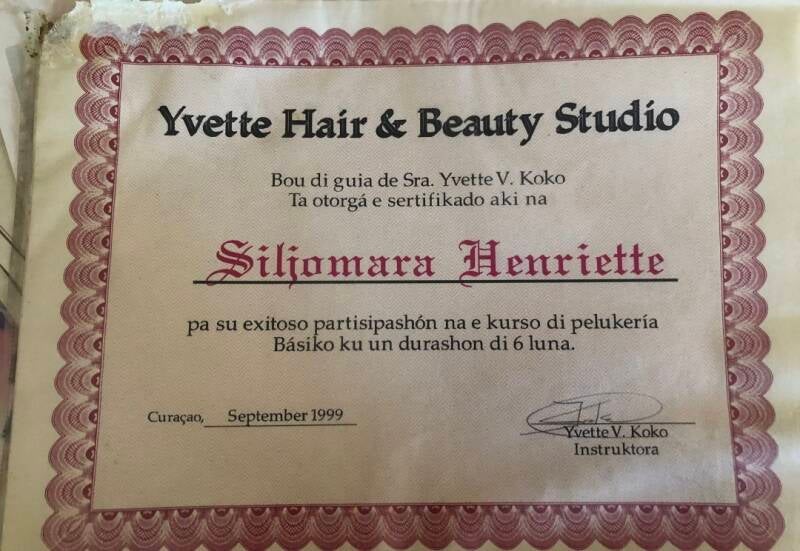 Yvette Hair & Beauty Studio
Bou di guia de Sra. Yvette V. Koko
Ta otorgá e sertifikado aki na
Siljomara Henriette
pa su exitoso partisipashón na e kurso di pelukería
Básiko ku un durashon di 6 luna.
Curaçao, September 1999
Yvette V. Koko
Instruktora